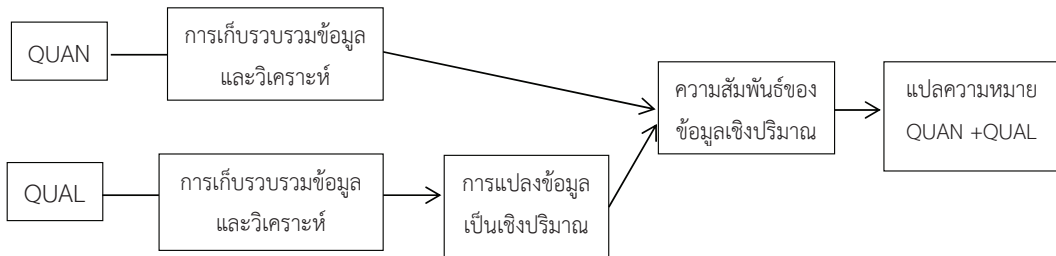 QUAN
การเก็บรวบรวมข้อมูล
และวิเคราะห์
ความสัมพันธ์ของ
ข้อมูลเชิงปริมาณ
แปลความหมาย
QUAN +QUAL
QUAL
การเก็บรวบรวมข้อมูล
และวิเคราะห์
การแปลงข้อมูล
เป็นเชิงปริมาณ